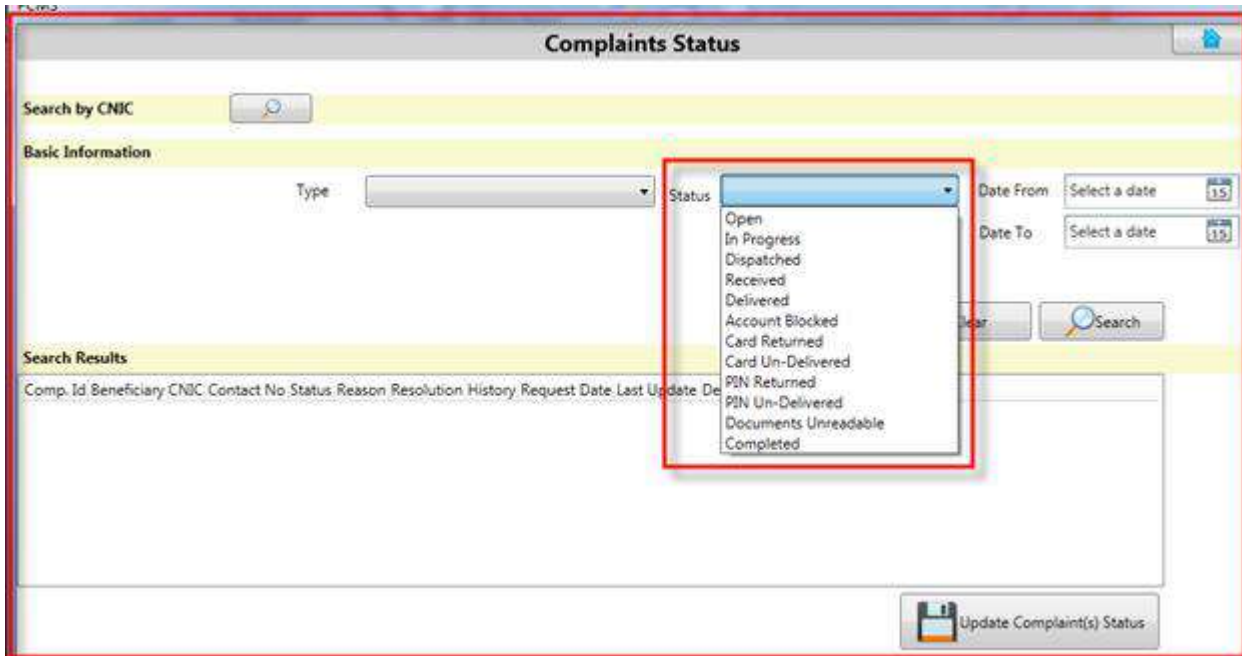 PCMS
Complaints Status
Search by CNIC
Basic Information
Type
Status
Date From Select a date 15
Date To Select a date 15
Open
In Progress
Dispatched
Received
Delivered
Account Blocked
Card Returned
Card Un-Delivered
PIN Returned
PIN Un-Delivered
Documents Unreadable
Completed
Search
Search Results
Comp. Id Beneficiary CNIC Contact No Status Reason Resolution History Request Date Last Update
Update Complaint(s) Status